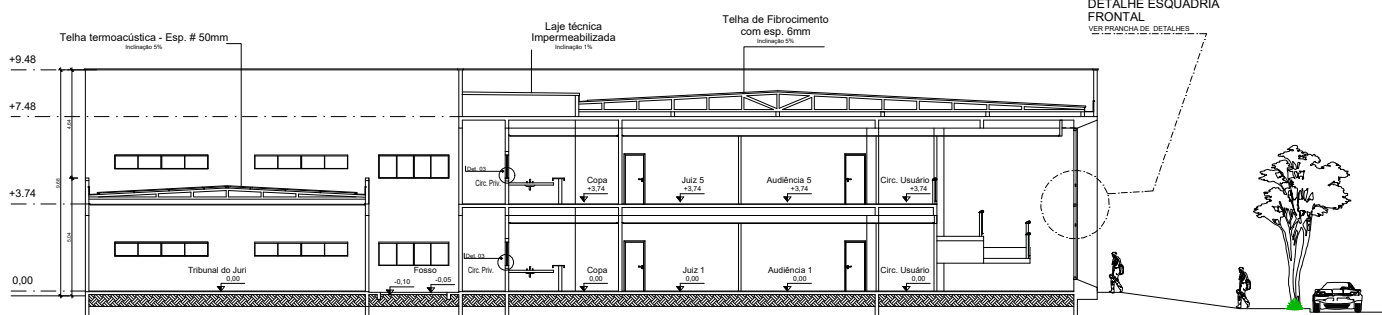 DETALHE ESQUADRIA
FRONTAL
VER PRANCHA DE DETALHES
Telha de Fibrocimento
com esp. 6mm
Inclinação 5%
Laje técnica
Impermeabilizada
Inclinação 1%
Telha termoacústica - Esp. # 50mm
Inclinação 5%
+9.48
+7.48
+3.74
0,00
4,64
5,04
Det. 03
Circ. Priv.
Copa
+3,74
Juiz 5
+3,74
Audiência 5
+3,74
Circ. Usuário
+3,74
Det. 03
Circ. Priv.
Tribunal do Juri
0,00
Fosso
-0,10
-0,05
Copa
0,00
Juiz 1
0,00
Audiência 1
0,00
Circ. Usuário
0,00